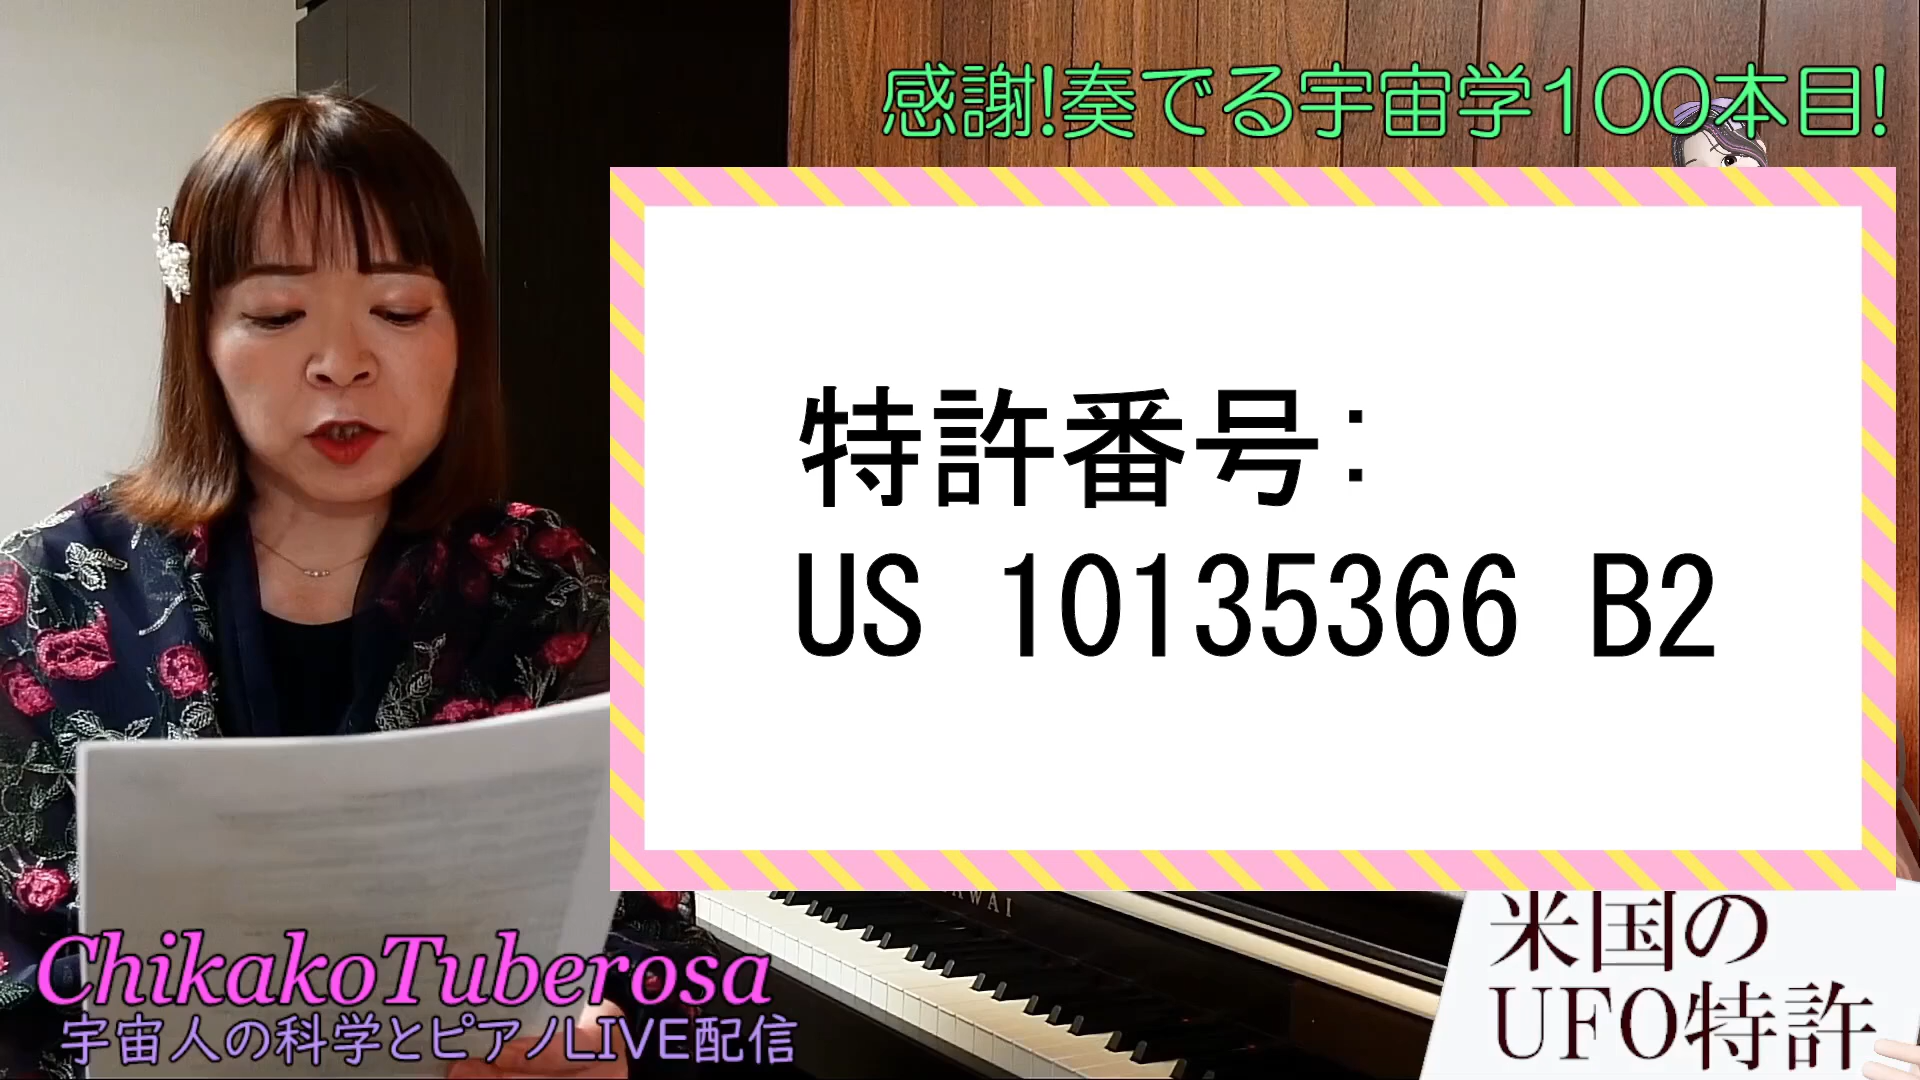 感謝!奏でる宇宙学100本目!
特許番号:
US 10135366 B2
AWAI
ChikakoTuberosa
宇宙人の科学とピアノLIVE配信
米国の
UFO特許